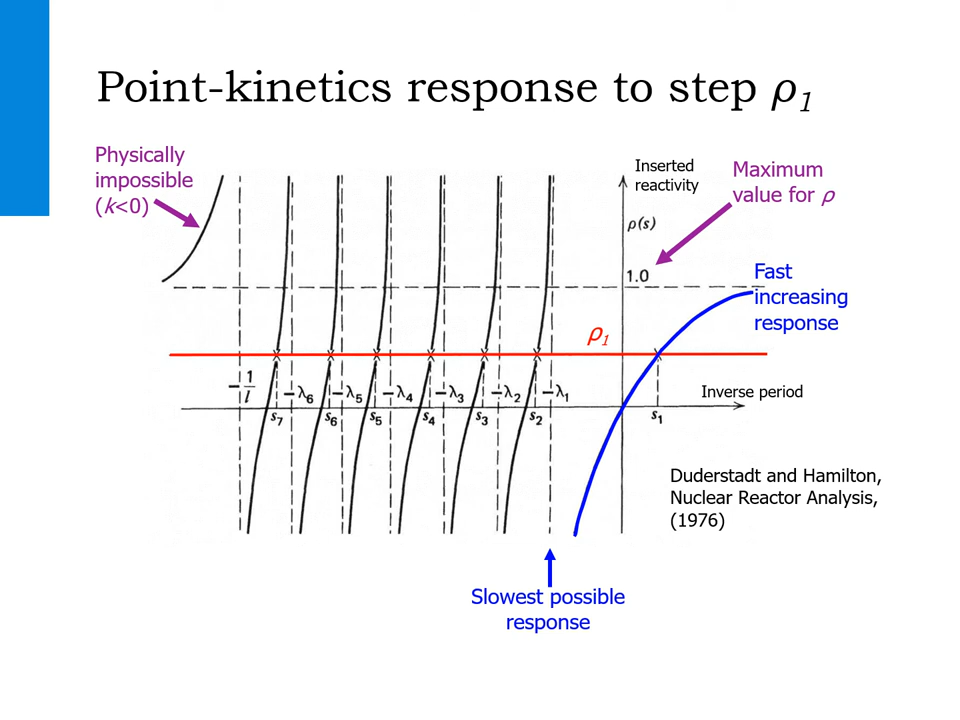 Point-kinetics response to step ρ1
Physically
impossible
(k<0)
Inserted
reactivity
Maximum
value for ρ
ρ(s)
1.0
Fast
increasing
response
ρ1
-1/l
-λ6
-λ5
-λ4
-λ3
-λ2
-λ1
Inverse period
s7
s6
s5
s4
s3
s2
s1
Duderstadt and Hamilton,
Nuclear Reactor Analysis,
(1976)
Slowest possible
response